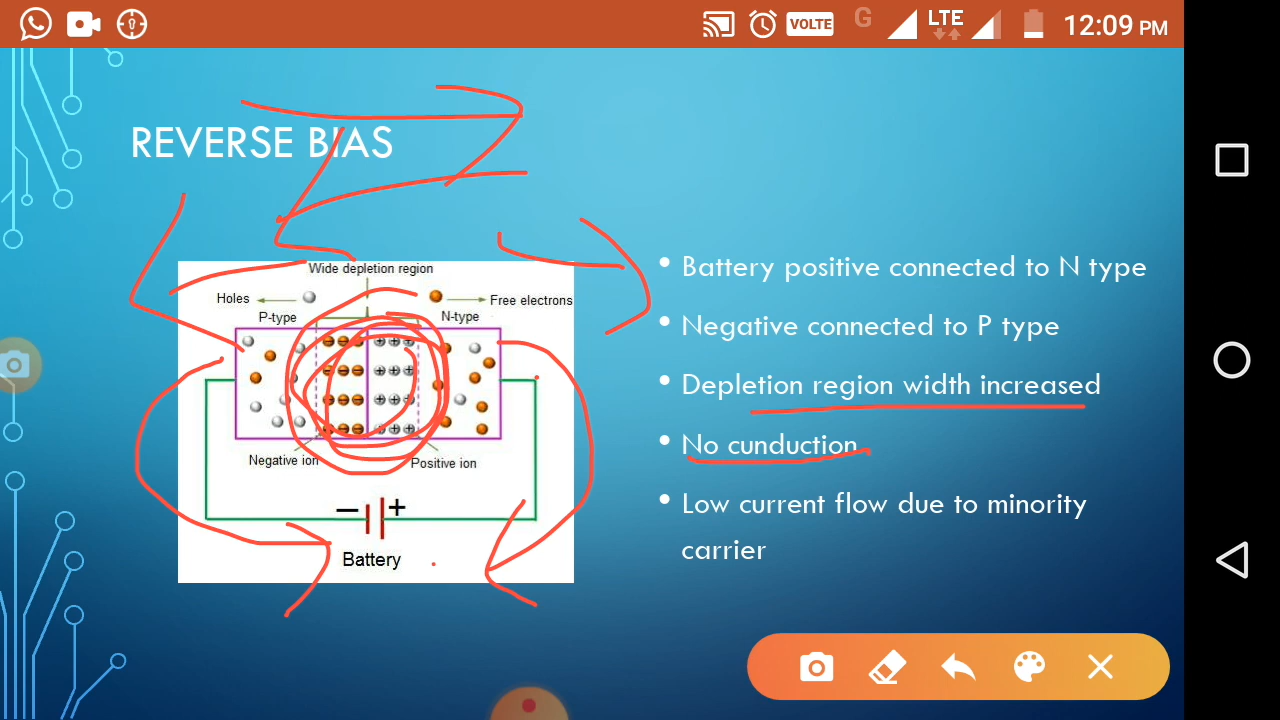 VOLTE G LTE 12:09 PM
REVERSE BIAS
Wide depletion region
Holes
Free electrons
P-type
N-type
Negative ion
Positive ion
− +
Battery
• Battery positive connected to N type
• Negative connected to P type
• Depletion region width increased
• No cunduction
• Low current flow due to minority
carrier